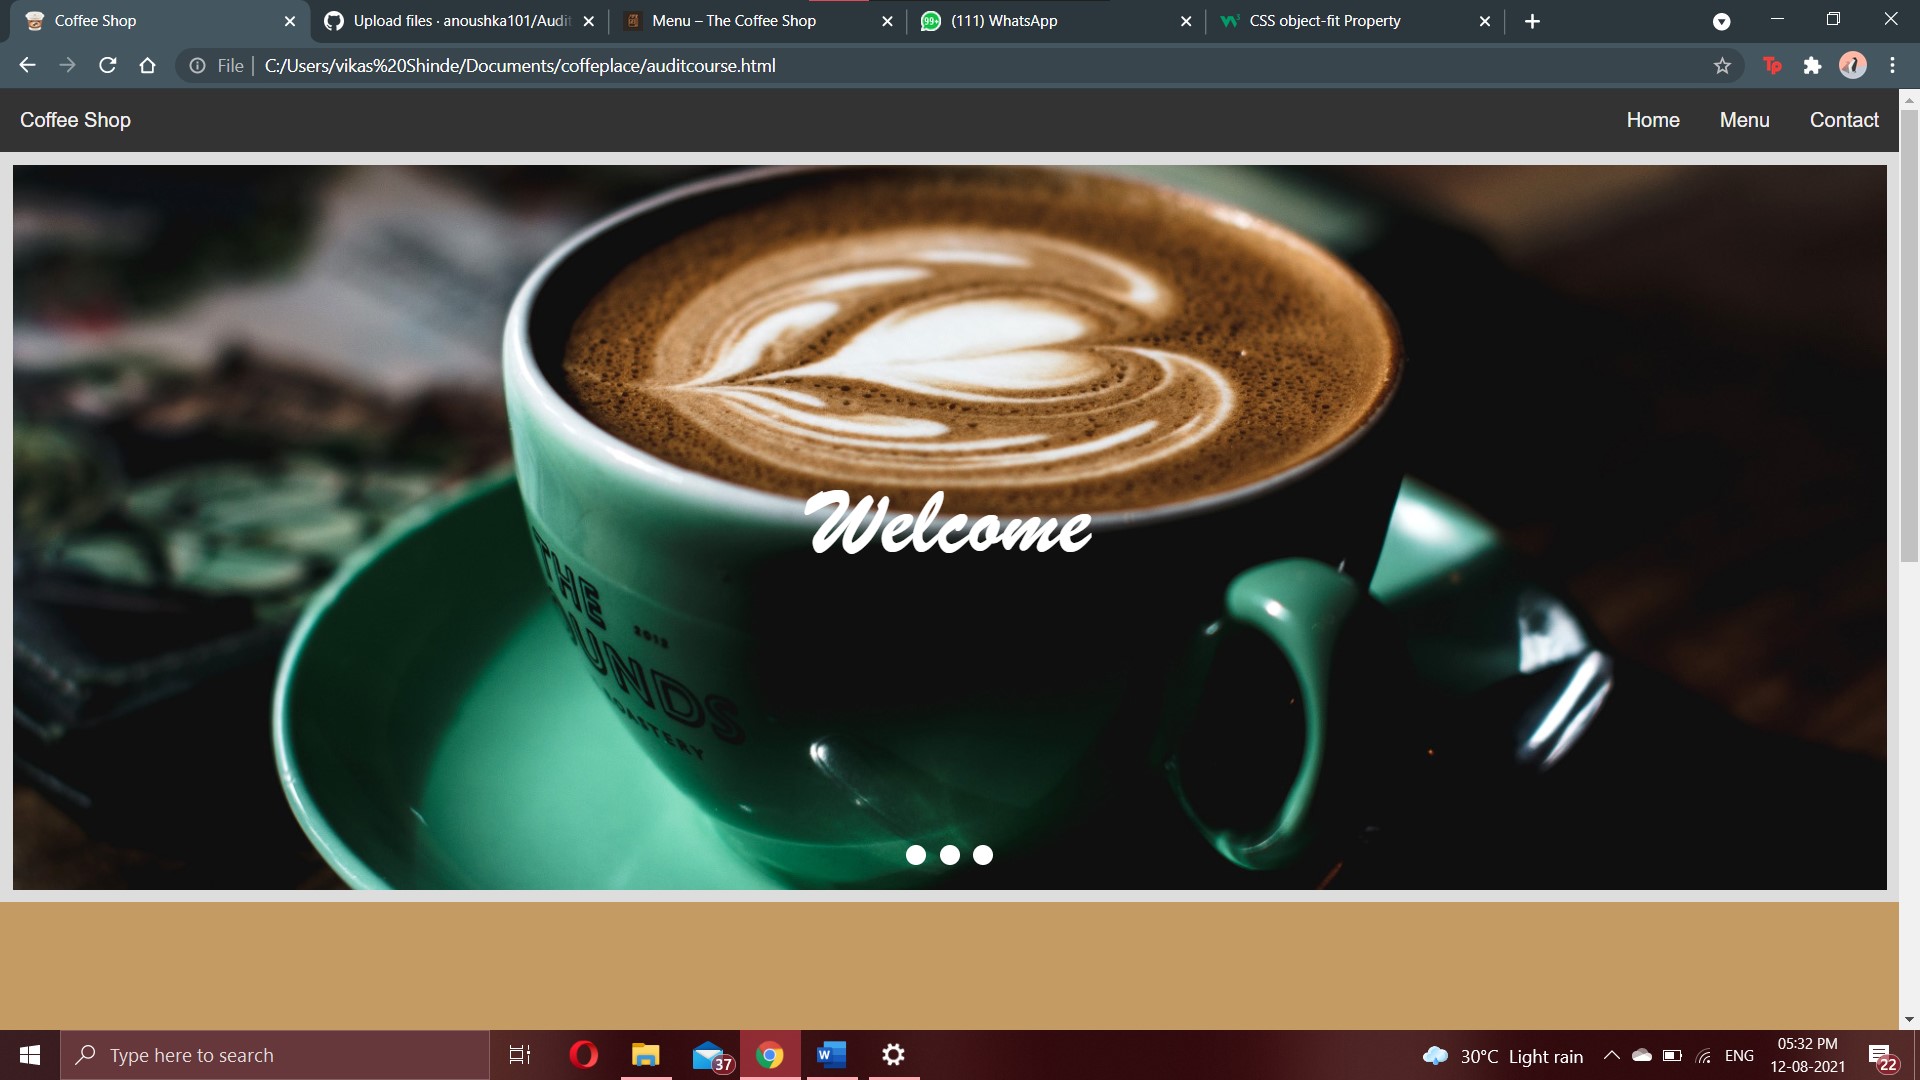 Coffee Shop
Upload files · anoushka101/Audit
Menu – The Coffee Shop
99+
(111) WhatsApp
CSS object-fit Property
File
C:/Users/vikas%20Shinde/Documents/coffeplace/auditcourse.html
Tp
Coffee Shop
Home
Menu
Contact
Welcome
THE
2013
ROASTERY
Type here to search
37
W
30°C Light rain
ENG
05:32 PM
12-08-2021
22